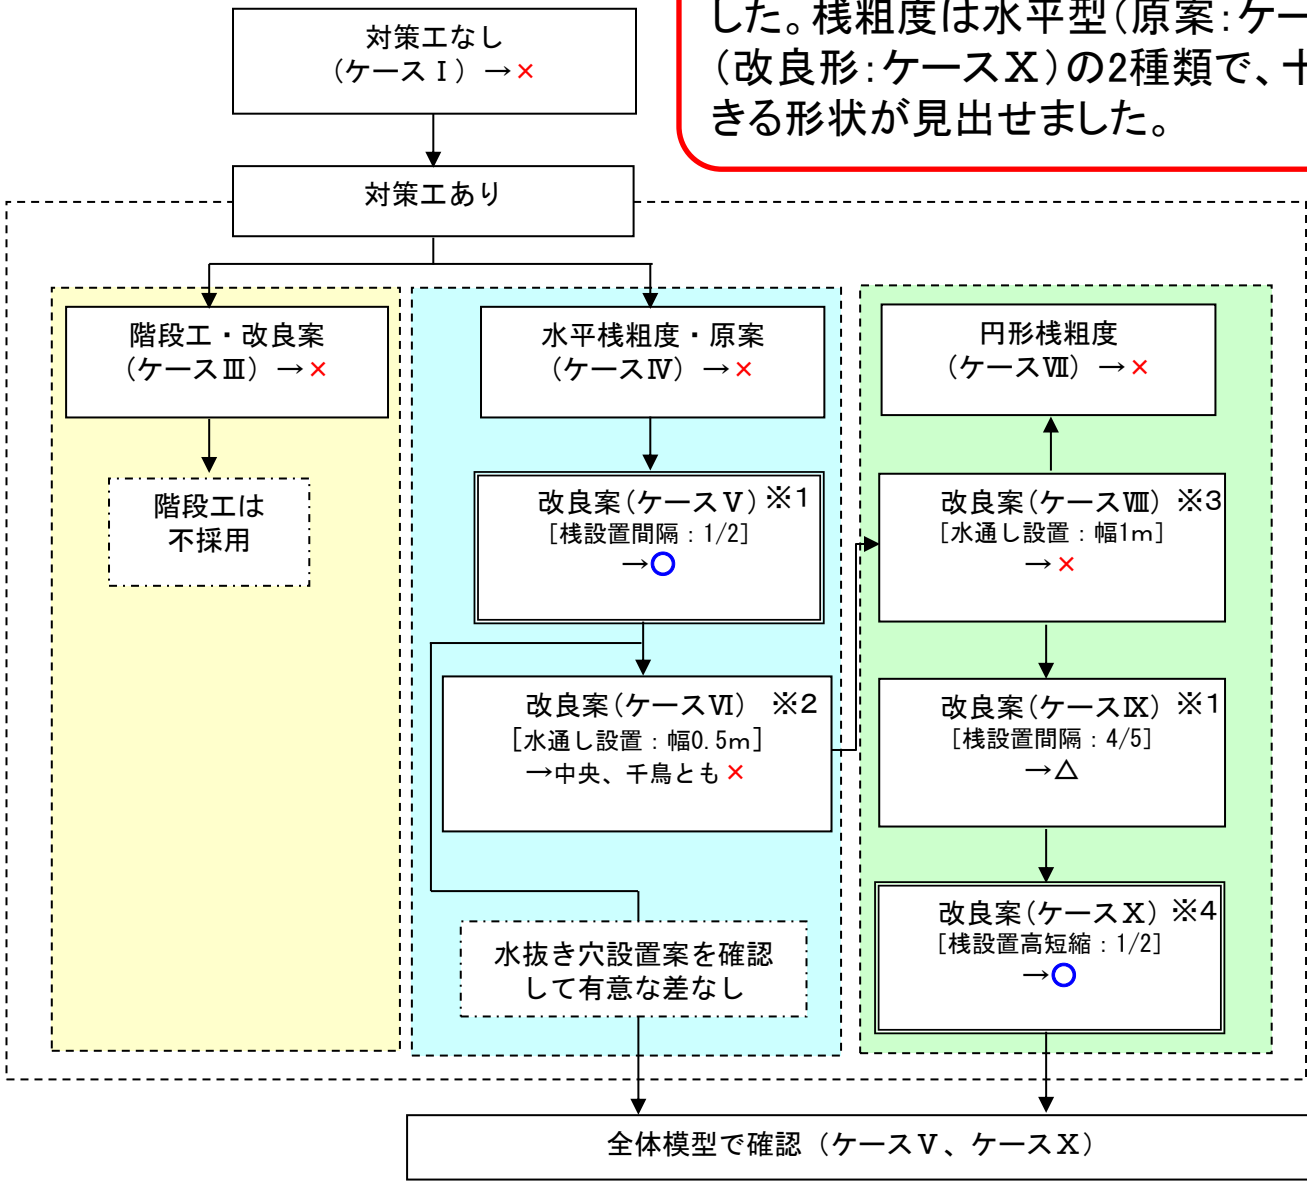 した。桟粗度は水平型(原案:ケー
(改良形:ケースⅩ)の2種類で、十
きる形状が見出せました。
対策工なし
(ケースⅠ) →×
対策工あり
階段工・改良案
(ケースⅢ) →×
階段工は
不採用
水平桟粗度・原案
(ケースⅣ) →×
改良案(ケースⅤ) ※1
[桟設置間隔:1/2]
→○
改良案(ケースⅥ) ※2
[水通し設置:幅0.5m]
→中央、千鳥とも×
水抜き穴設置案を確認
して有意な差なし
円形桟粗度
(ケースⅦ) →×
改良案(ケースⅧ) ※3
[水通し設置:幅1m]
→×
改良案(ケースⅨ) ※1
[桟設置間隔:4/5]
→△
改良案(ケースⅩ) ※4
[桟設置高短縮:1/2]
→○
全体模型で確認(ケースⅤ、ケースⅩ)